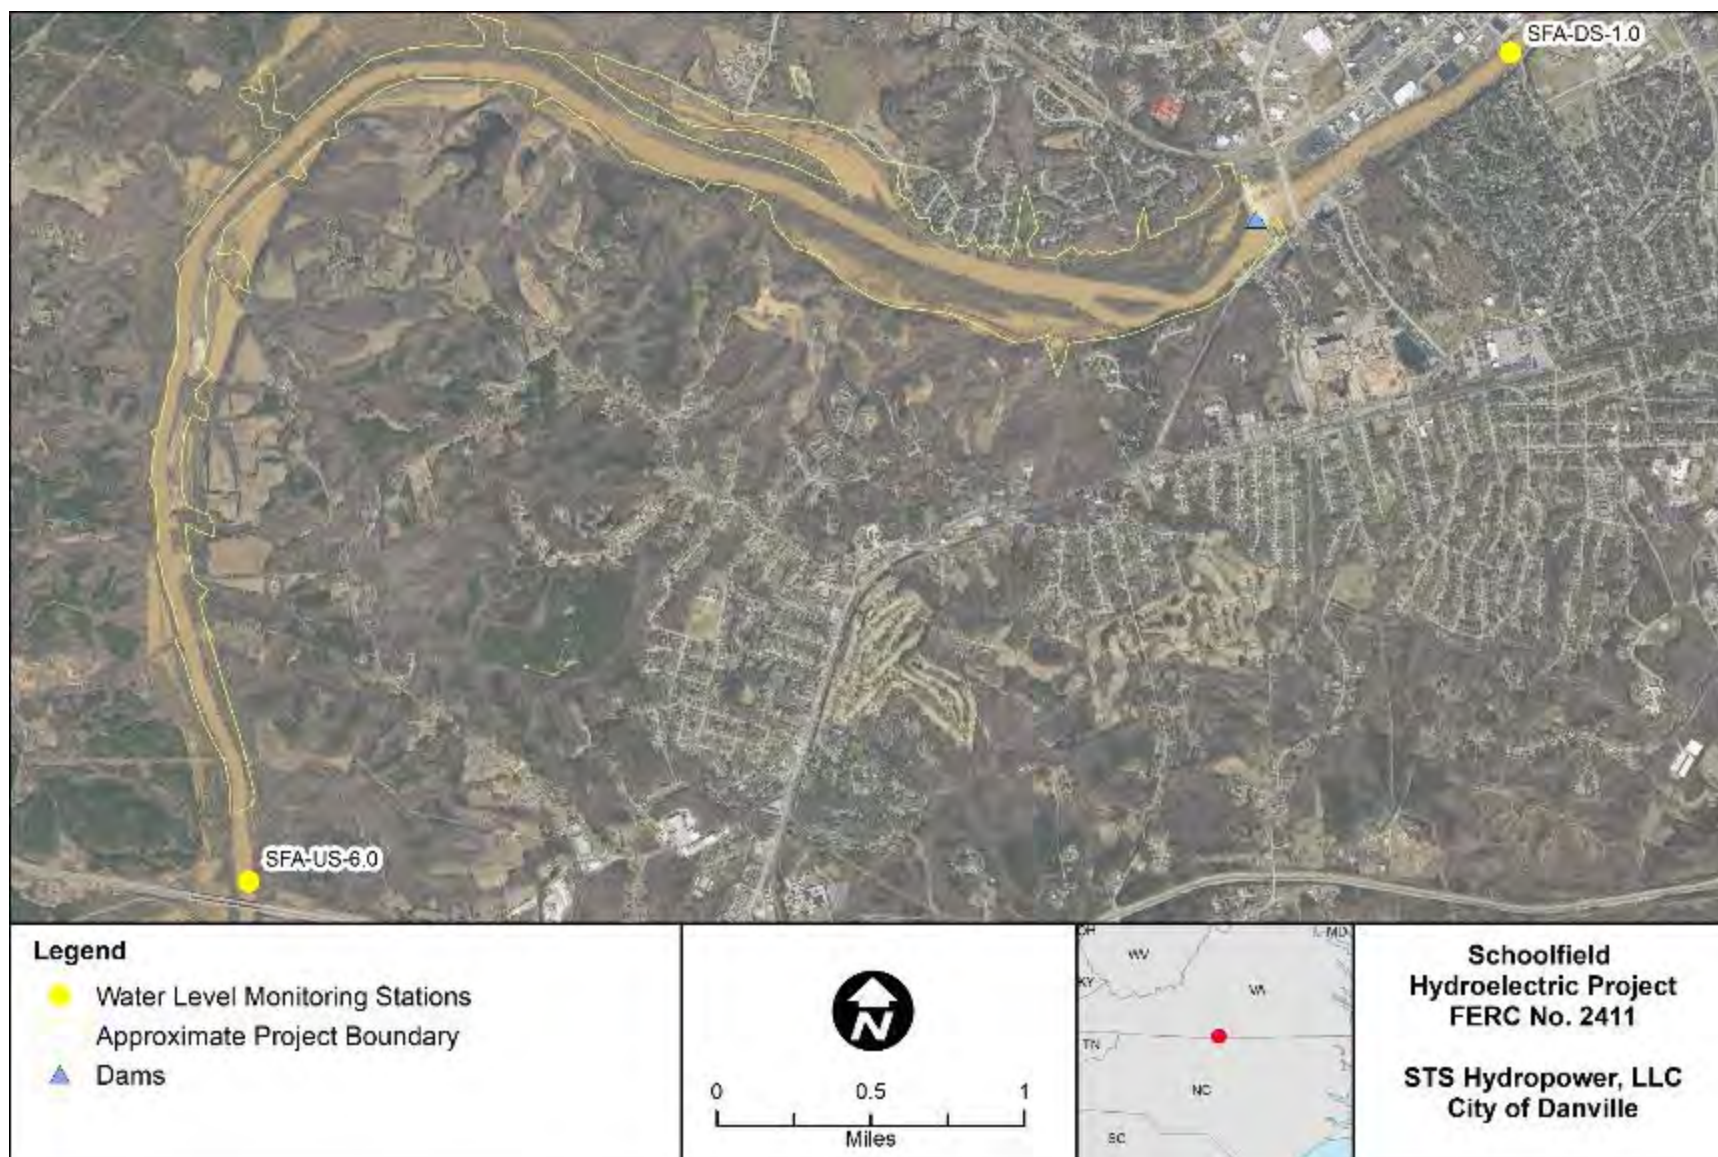 SFA-DS-1.0
SFA-US-6.0
Legend
Water Level Monitoring Stations
Approximate Project Boundary
Dams
N
0 0.5 1
Miles
OH
WV
MD
KY
VA
TN
NC
SC
Schoolfield
Hydroelectric Project
FERC No. 2411
STS Hydropower, LLC
City of Danville